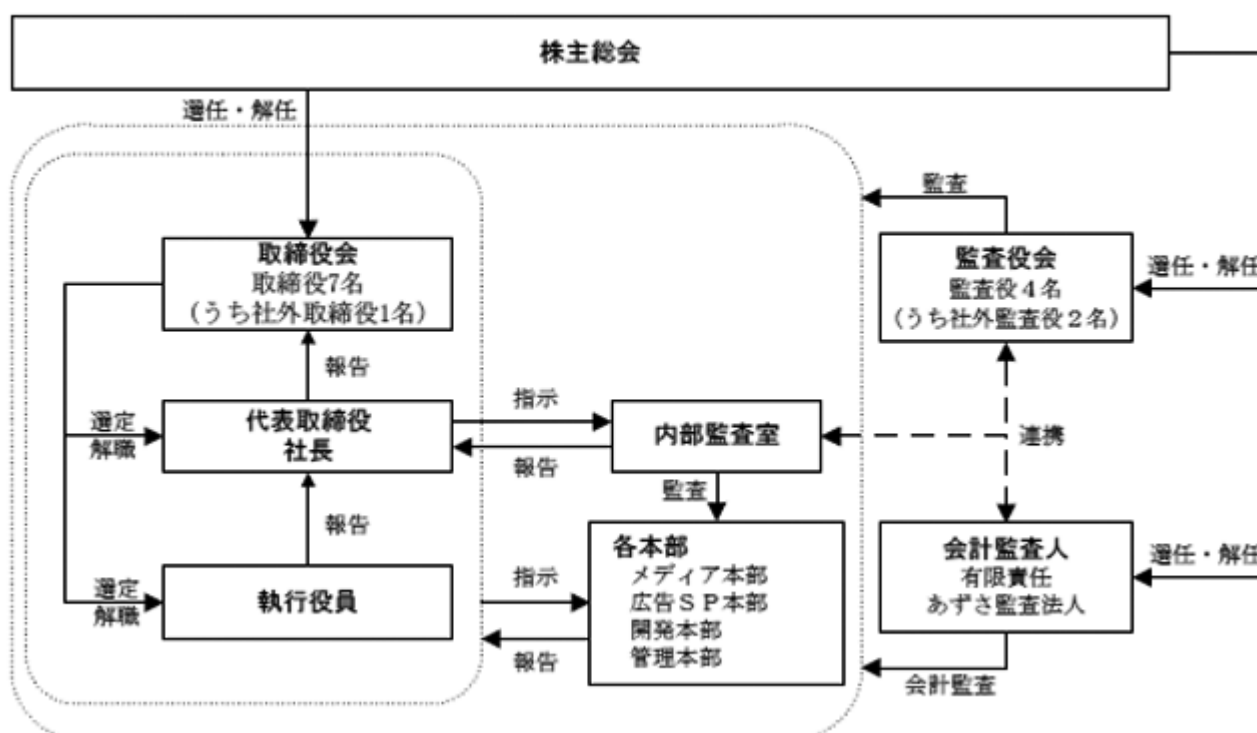 株主総会
選任・解任
監査
取締役会
取締役7名
(うち社外取締役1名)
監査役会
監査役４名
(うち社外監査役２名)
選任・解任
報告
選定
解職
代表取締役
社長
指示
報告
内部監査室
連携
監査
報告
選定
解職
執行役員
指示
報告
各本部
メディア本部
広告ＳＰ本部
開発本部
管理本部
会計監査人
有限責任
あずさ監査法人
選任・解任
会計監査